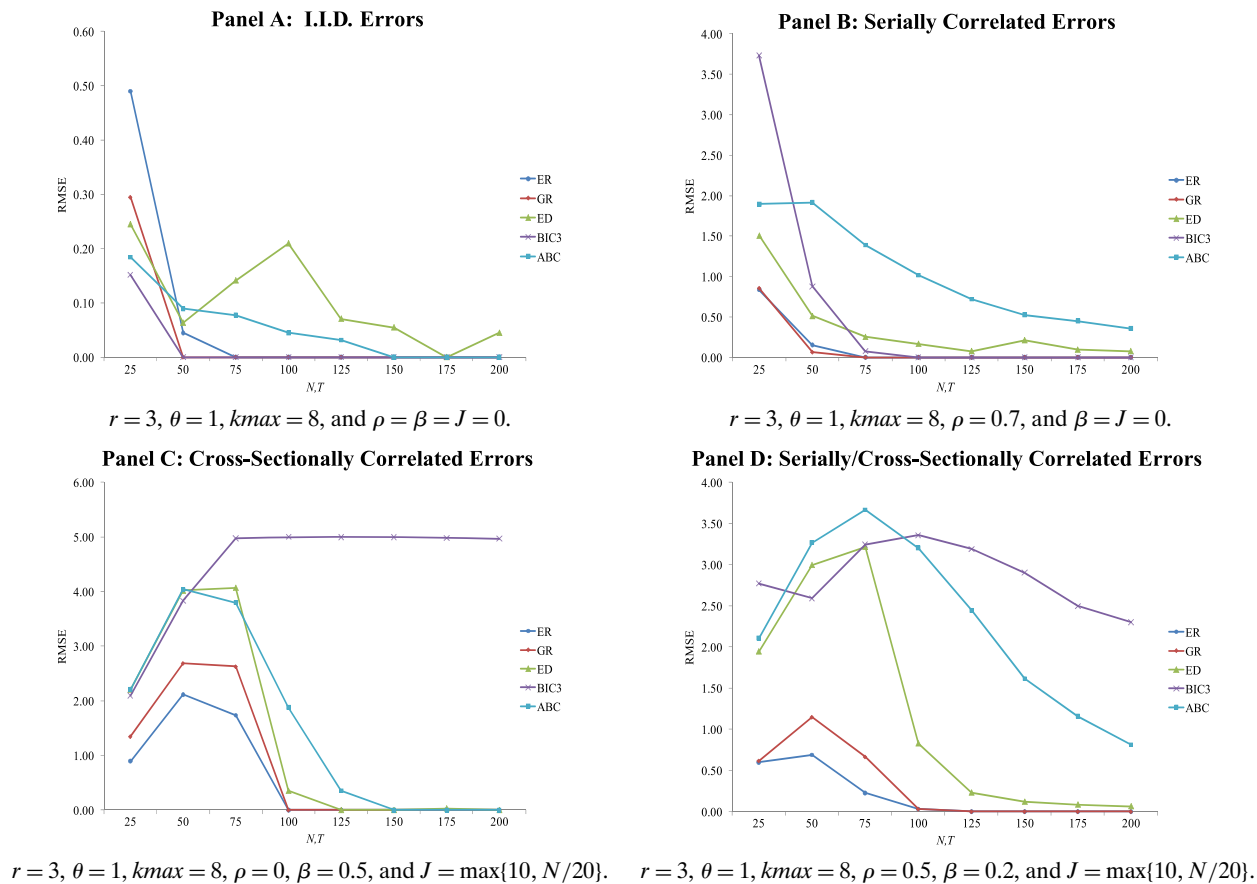 Panel A: I.I.D. Errors
0.60
0.50
0.40
0.30
0.20
0.10
0.00
RMSE
25 50 75 100 125 150 175 200
N,T
ER
GR
ED
BIC3
ABC
r = 3, θ = 1, kmax = 8, and ρ = β = J = 0.
Panel B: Serially Correlated Errors
4.00
3.50
3.00
2.50
2.00
1.50
1.00
0.50
0.00
RMSE
25 50 75 100 125 150 175 200
N,T
ER
GR
ED
BIC3
ABC
r = 3, θ = 1, kmax = 8, ρ = 0.7, and β = J = 0.
Panel C: Cross-Sectionally Correlated Errors
6.00
5.00
4.00
3.00
2.00
1.00
0.00
RMSE
25 50 75 100 125 150 175 200
N,T
ER
GR
ED
BIC3
ABC
r = 3, θ = 1, kmax = 8, ρ = 0, β = 0.5, and J = max{10, N/20}.
Panel D: Serially/Cross-Sectionally Correlated Errors
4.00
3.50
3.00
2.50
2.00
1.50
1.00
0.50
0.00
RMSE
25 50 75 100 125 150 175 200
N,T
ER
GR
ED
BIC3
ABC
r = 3, θ = 1, kmax = 8, ρ = 0.5, β = 0.2, and J = max{10, N/20}.